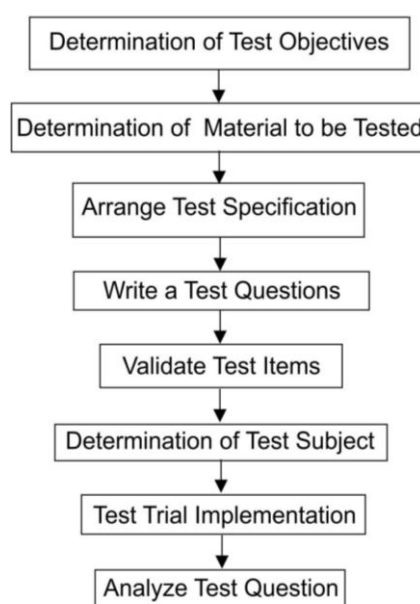 Determination of Test Objectives
Determination of Material to be Tested
Arrange Test Specification
Write a Test Questions
Validate Test Items
Determination of Test Subject
Test Trial Implementation
Analyze Test Question